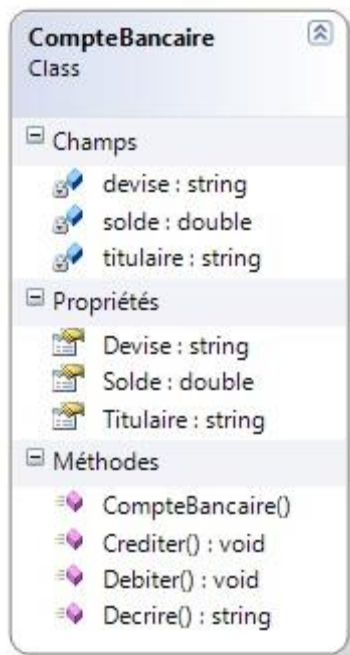 CompteBancaire
Class
Champs
devise : string
solde : double
titulaire : string
Propriétés
Devise : string
Solde : double
Titulaire : string
Méthodes
CompteBancaire()
Crediter() : void
Debiter() : void
Decrire() : string